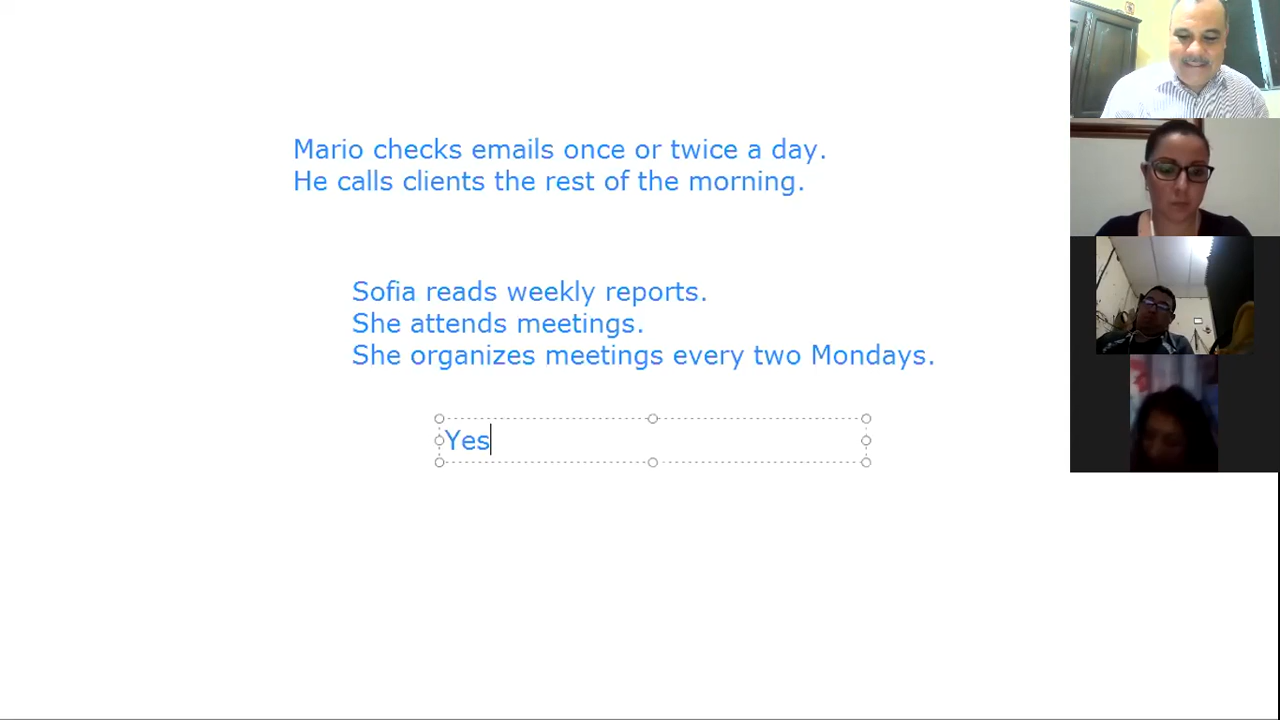 Mario checks emails once or twice a day.
He calls clients the rest of the morning.
Sofia reads weekly reports.
She attends meetings.
She organizes meetings every two Mondays.
Yes